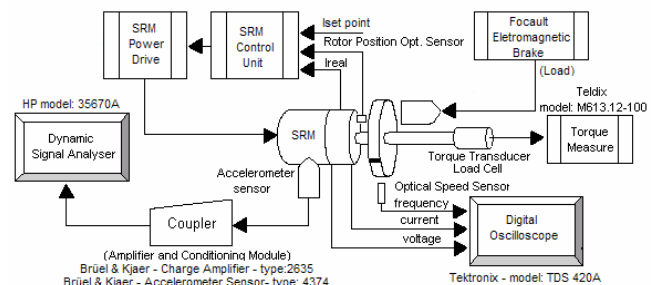 SRM
Power
Drive
SRM
Control
Unit
Iset point
Rotor Position Opt. Sensor
Ireal
Focault
Eletromagnetic
Brake
(Load)
Teldix
model: M613.12-100
Torque
Measure
HP model: 35670A
Dynamic
Signal Analyser
SRM
Accelerometer
sensor
Torque Transducer
Load Cell
Optical Speed Sensor
frequency
current
voltage
Digital
Oscilloscope
Coupler
(Amplifier and Conditioning Module)
Brüel & Kjaer - Charge Amplifier - type:2635
Brüel & Kjaer - Accelerometer Sensor- type: 4374
Tektronix - model: TDS 420A